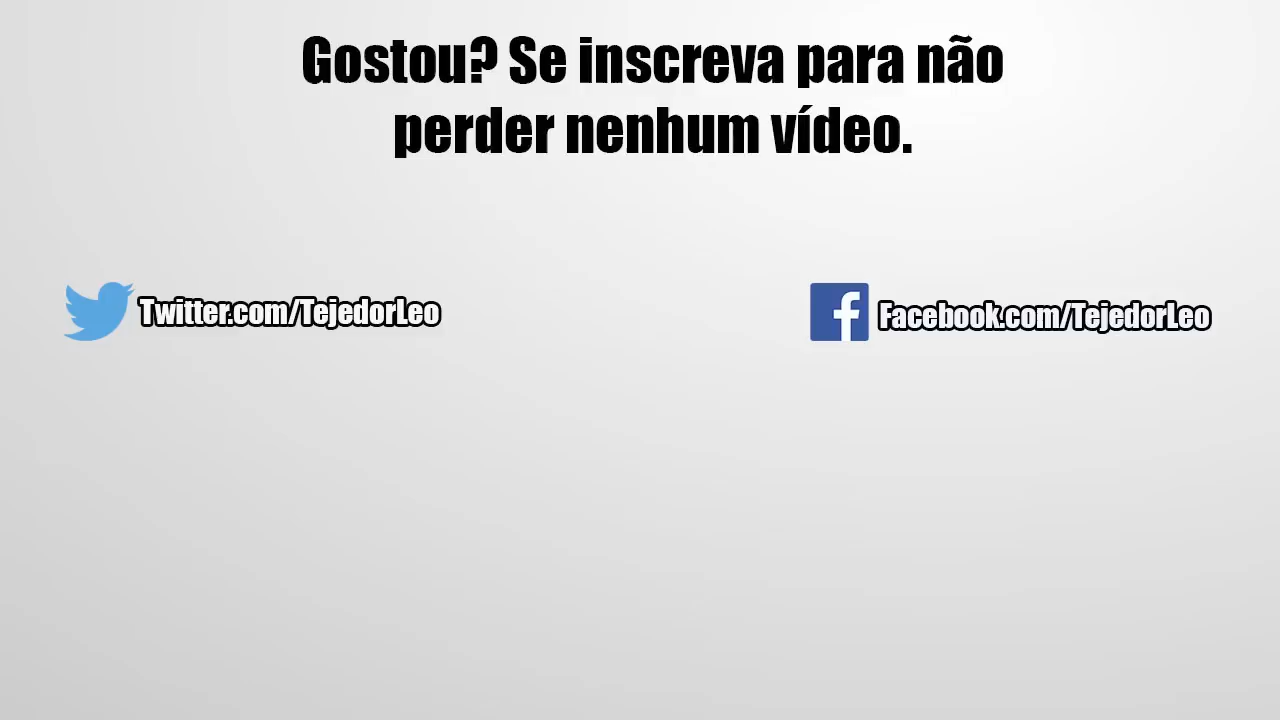 Gostou? Se inscreva para não
perder nenhum vídeo.
Twitter.com/TejedorLeo
Facebook.com/TejedorLeo